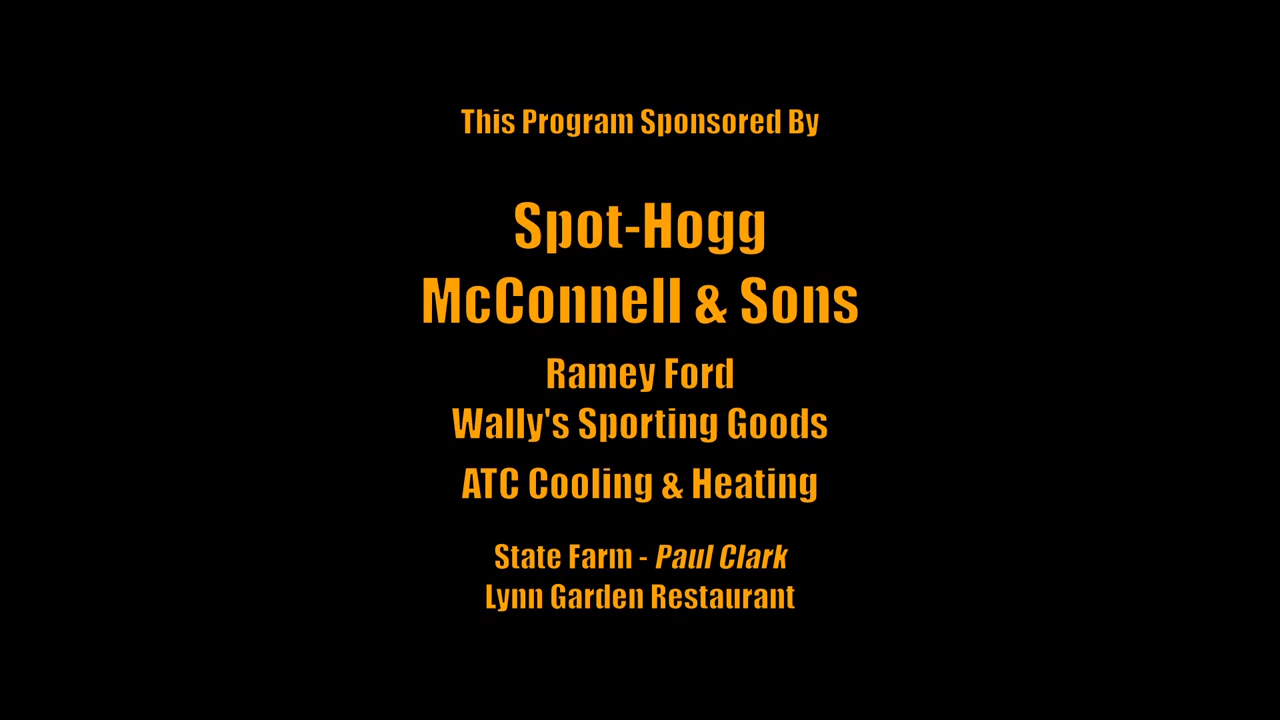 This Program Sponsored By
Spot-Hogg
McConnell & Sons
Ramey Ford
Wally's Sporting Goods
ATC Cooling & Heating
State Farm - Paul Clark
Lynn Garden Restaurant